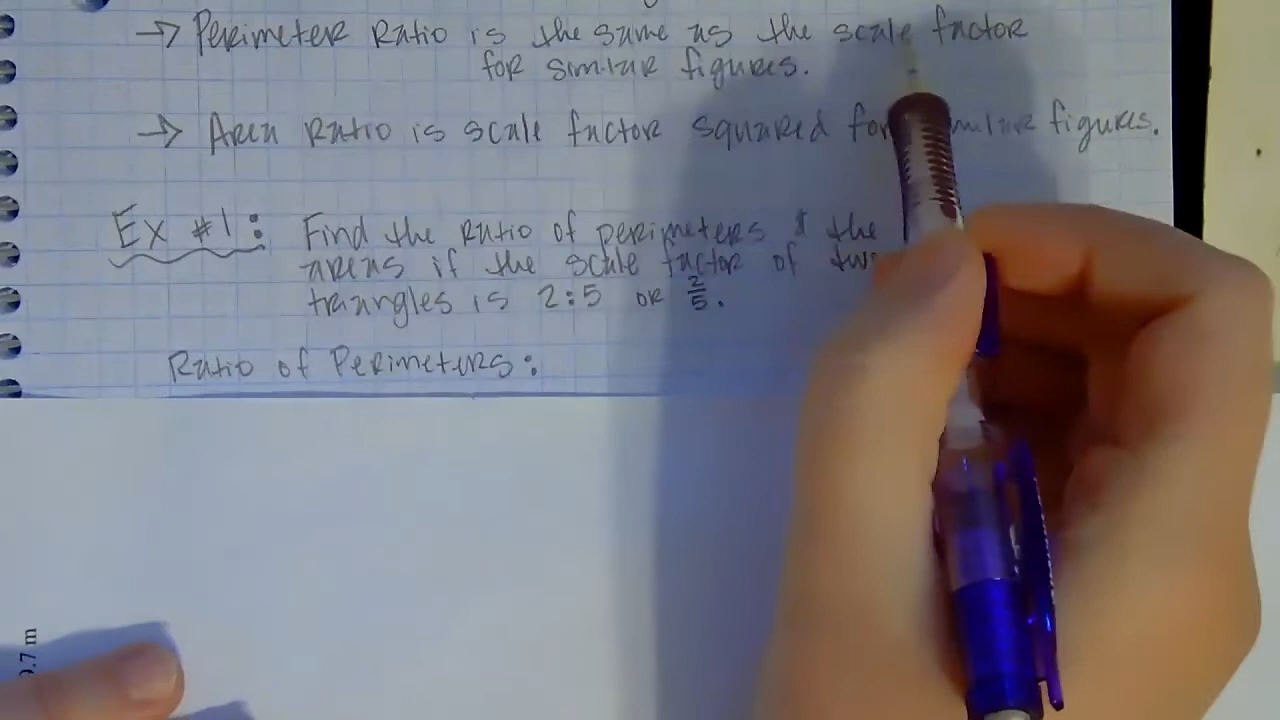 → Perimeter Ratio is the same as the scale factor
for similar figures.
→ Area Ratio is scale factor squared for figures.
Ex #1: Find the Ratio of perimeters & the
areas if the scale factor of
triangles is 2:5 or 2/5.
Ratio of Perimeters:
.7 m